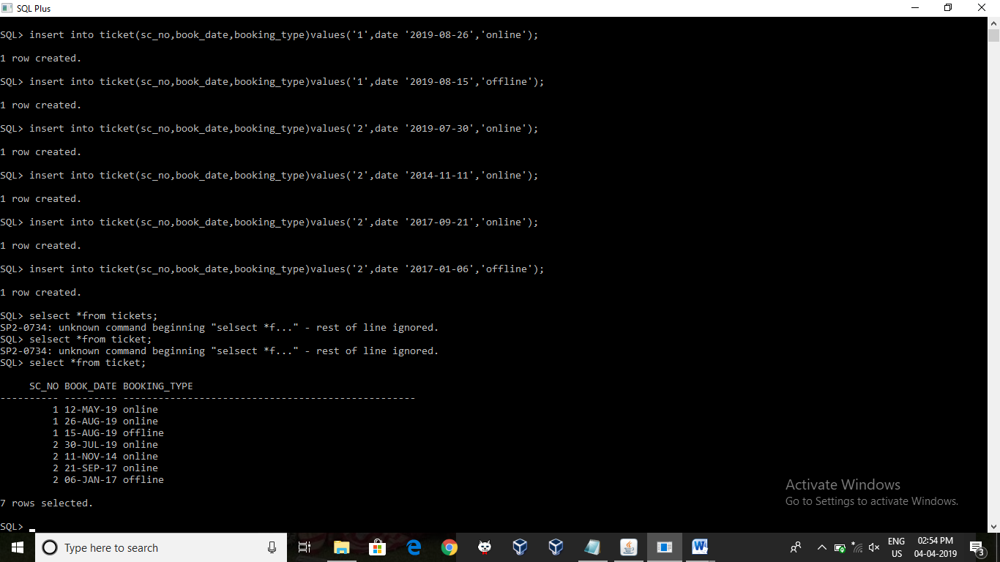 SQL Plus
SQL> insert into ticket(sc_no,book_date,booking_type)values('1',date '2019-08-26','online');
1 row created.
SQL> insert into ticket(sc_no,book_date,booking_type)values('1',date '2019-08-15','offline');
1 row created.
SQL> insert into ticket(sc_no,book_date,booking_type)values('2',date '2019-07-30','online');
1 row created.
SQL> insert into ticket(sc_no,book_date,booking_type)values('2',date '2014-11-11','online');
1 row created.
SQL> insert into ticket(sc_no,book_date,booking_type)values('2',date '2017-09-21','online');
1 row created.
SQL> insert into ticket(sc_no,book_date,booking_type)values('2',date '2017-01-06','offline');
1 row created.
SQL> selsect *from tickets;
SP2-0734: unknown command beginning "selsect *f..." - rest of line ignored.
SQL> selsect *from ticket;
SP2-0734: unknown command beginning "selsect *f..." - rest of line ignored.
SQL> select *from ticket;
SC_NO BOOK_DATE BOOKING_TYPE
---------- --------- --------------------------------------------------
1 12-MAY-19 online
1 26-AUG-19 online
1 15-AUG-19 offline
2 30-JUL-19 online
2 11-NOV-14 online
2 21-SEP-17 online
2 06-JAN-17 offline
7 rows selected.
SQL>
Activate Windows
Go to Settings to activate Windows.
Type here to search
ENG
US
02:54 PM
04-04-2019
3